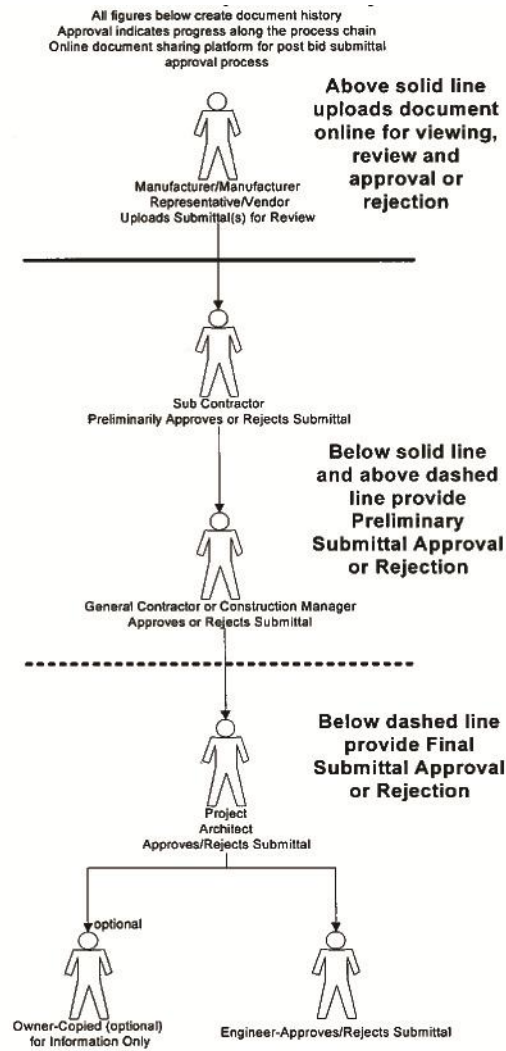 All figures below create document history
Approval indicates progress along the process chain
Online document sharing platform for post bid submittal
approval process
Above solid line
uploads document
online for viewing,
review and
approval or
rejection
Manufacturer/Manufacturer
Representative/Vendor
Uploads Submittal(s) for Review
Sub Contractor
Preliminarily Approves or Rejects Submittal
Below solid line
and above dashed
line provide
Preliminary
Submittal Approval
or Rejection
General Contractor or Construction Manager
Approves or Rejects Submittal
Below dashed line
provide Final
Submittal Approval
or Rejection
Project
Architect
Approves/Rejects Submittal
optional
Owner-Copied (optional)
for Information Only
Engineer-Approves/Rejects Submittal